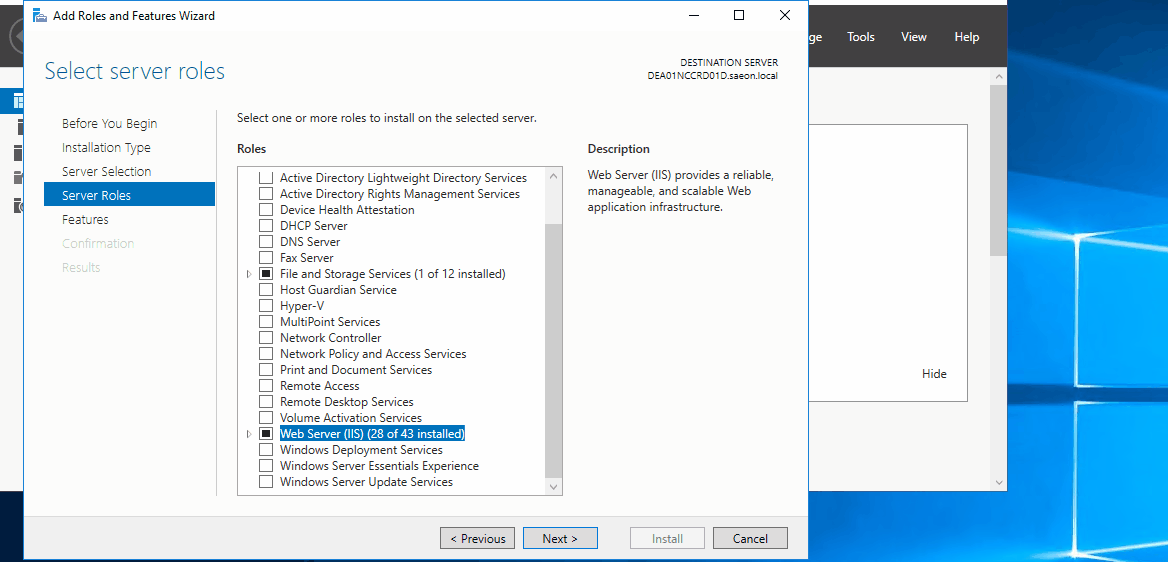 Add Roles and Features Wizard
ge Tools View Help
Select server roles
DESTINATION SERVER
DEA01NCCRD01D.saeon.local
Before You Begin
Installation Type
Server Selection
Server Roles
Features
Confirmation
Results
Select one or more roles to install on the selected server.
Roles
Active Directory Lightweight Directory Services
Active Directory Rights Management Services
Device Health Attestation
DHCP Server
DNS Server
Fax Server
File and Storage Services (1 of 12 installed)
Host Guardian Service
Hyper-V
MultiPoint Services
Network Controller
Network Policy and Access Services
Print and Document Services
Remote Access
Remote Desktop Services
Volume Activation Services
Web Server (IIS) (28 of 43 installed)
Windows Deployment Services
Windows Server Essentials Experience
Windows Server Update Services
Description
Web Server (IIS) provides a reliable,
manageable, and scalable Web
application infrastructure.
Hide
< Previous
Next >
Install
Cancel